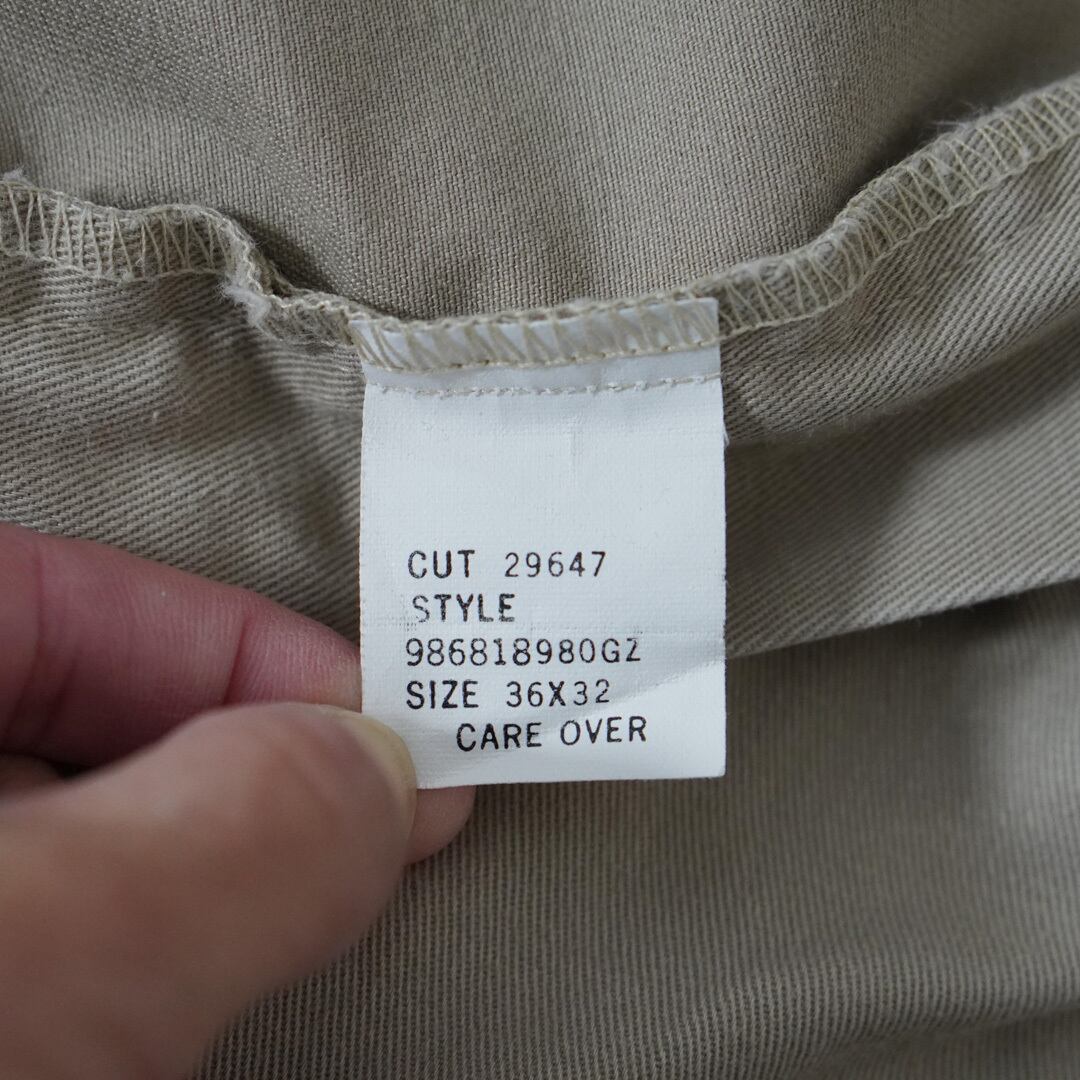 CUT 29647
STYLE
986818980GZ
SIZE 36X32
CARE OVER